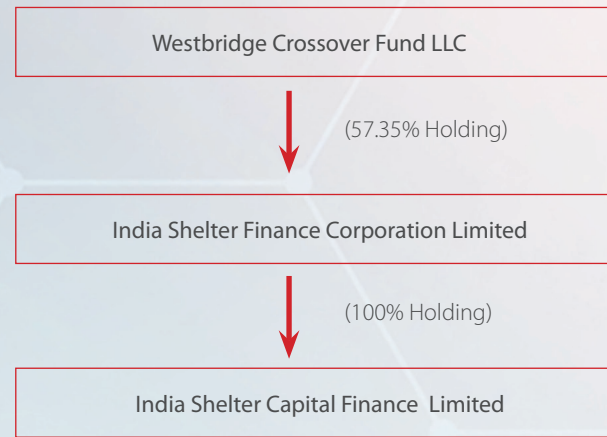 Westbridge Crossover Fund LLC
(57.35% Holding)
India Shelter Finance Corporation Limited
(100% Holding)
India Shelter Capital Finance Limited